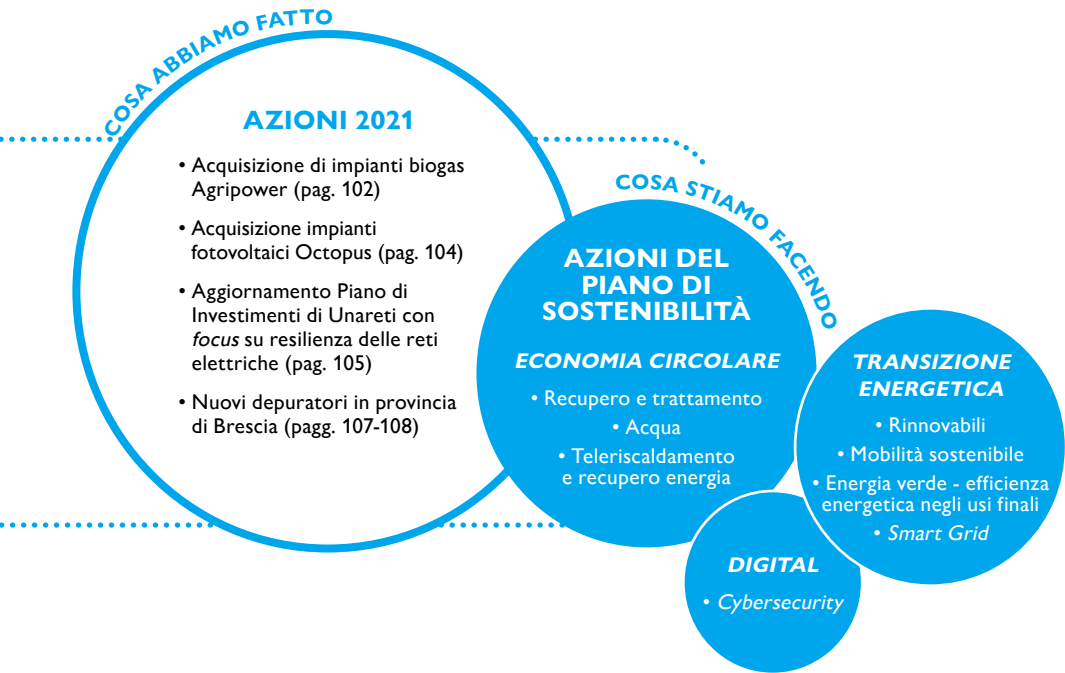 COSA ABBIAMO FATTO
AZIONI 2021
• Acquisizione di impianti biogas
Agripower (pag. 102)
• Acquisizione impianti
fotovoltaici Octopus (pag. 104)
• Aggiornamento Piano di
Investimenti di Unareti con
focus su resilienza delle reti
elettriche (pag. 105)
• Nuovi depuratori in provincia
di Brescia (pagg. 107-108)
COSA STIAMO FACENDO
AZIONI DEL
PIANO DI
SOSTENIBILITÀ
ECONOMIA CIRCOLARE
• Recupero e trattamento
• Acqua
• Teleriscaldamento
e recupero energia
TRANSIZIONE
ENERGETICA
• Rinnovabili
• Mobilità sostenibile
• Energia verde - efficienza
energetica negli usi finali
• Smart Grid
DIGITAL
• Cybersecurity